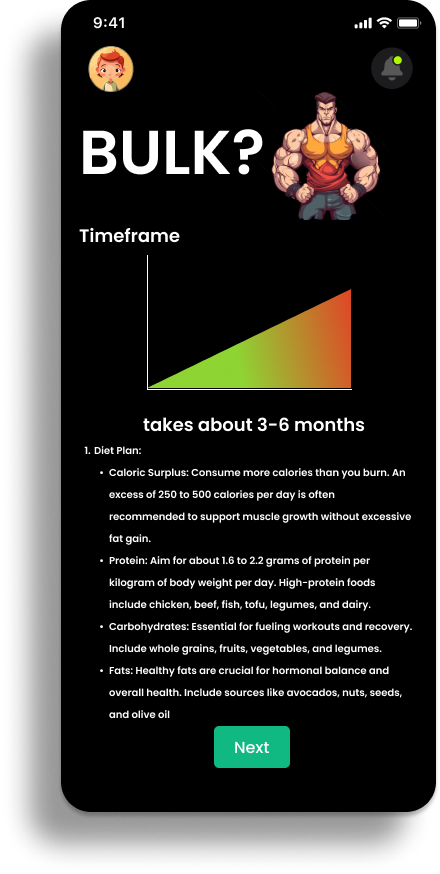 9:41
BULK?
Timeframe
takes about 3-6 months
1. Diet Plan:
• Caloric Surplus: Consume more calories than you burn. An
excess of 250 to 500 calories per day is often
recommended to support muscle growth without excessive
fat gain.
• Protein: Aim for about 1.6 to 2.2 grams of protein per
kilogram of body weight per day. High-protein foods
include chicken, beef, fish, tofu, legumes, and dairy.
• Carbohydrates: Essential for fueling workouts and recovery.
Include whole grains, fruits, vegetables, and legumes.
• Fats: Healthy fats are crucial for hormonal balance and
overall health. Include sources like avocados, nuts, seeds,
and olive oil
Next